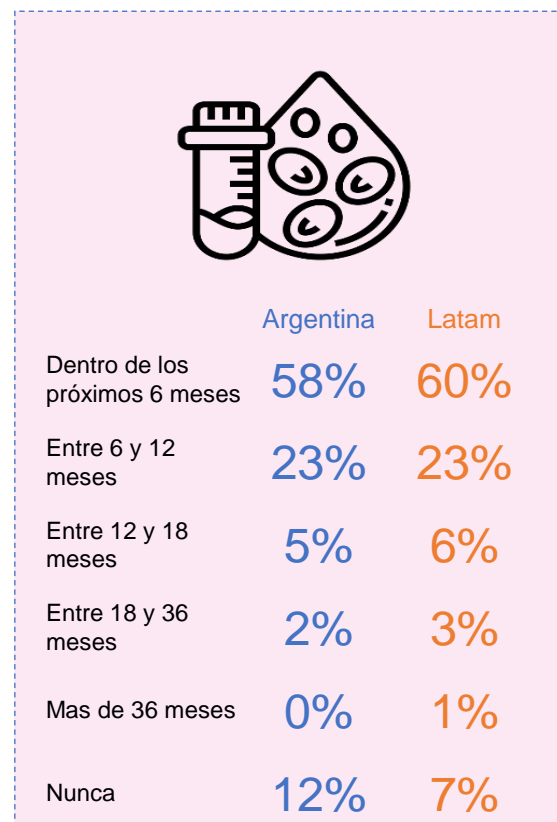 Argentina Latam
Dentro de los
próximos 6 meses 58% 60%
Entre 6 y 12
meses 23% 23%
Entre 12 y 18
meses 5% 6%
Entre 18 y 36
meses 2% 3%
Mas de 36 meses 0% 1%
Nunca 12% 7%